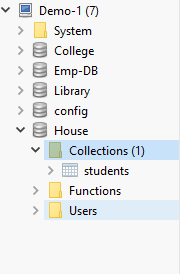 Demo-1 (7)
System
College
Emp-DB
Library
config
House
Collections (1)
students
Functions
Users